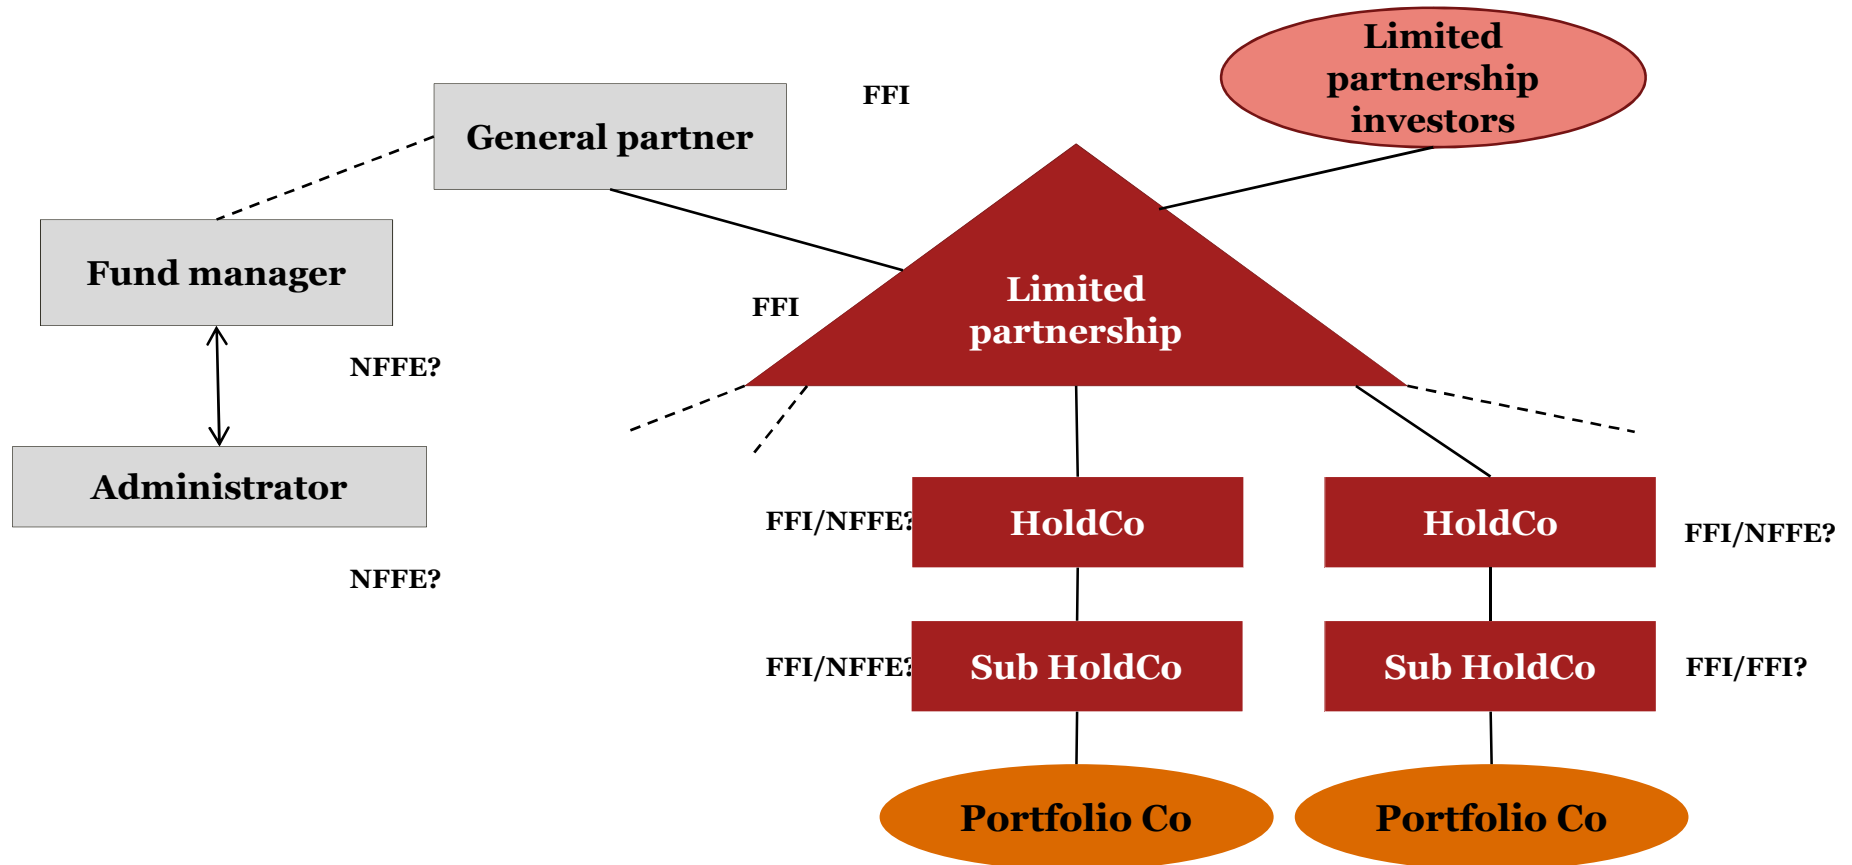 Limited
partnership
investors
FFI
General partner
Fund manager
Limited
partnership
FFI
NFFE?
Administrator
FFI/NFFE?
HoldCo
HoldCo
FFI/NFFE?
NFFE?
FFI/NFFE?
Sub HoldCo
Sub HoldCo
FFI/FFI?
Portfolio Co
Portfolio Co